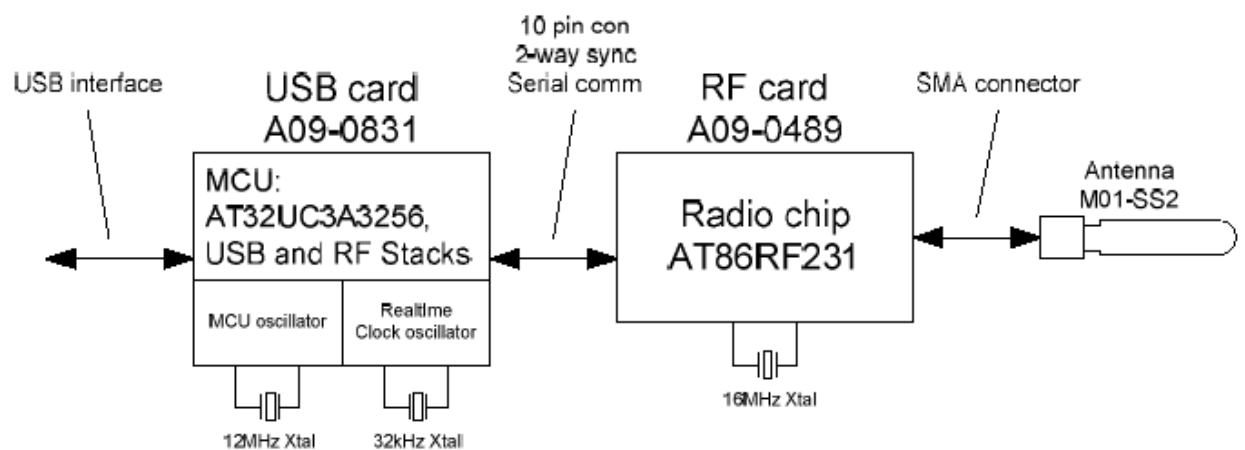 USB interface
USB card
A09-0831
10 pin con
2-way sync
Serial comm
RF card
A09-0489
SMA connector
Antenna
M01-SS2
MCU:
AT32UC3A3256,
USB and RF Stacks
MCU oscillator
Realtime
Clock oscillator
Radio chip
AT86RF231
12MHz Xtal
32kHz Xtal
16MHz Xtal